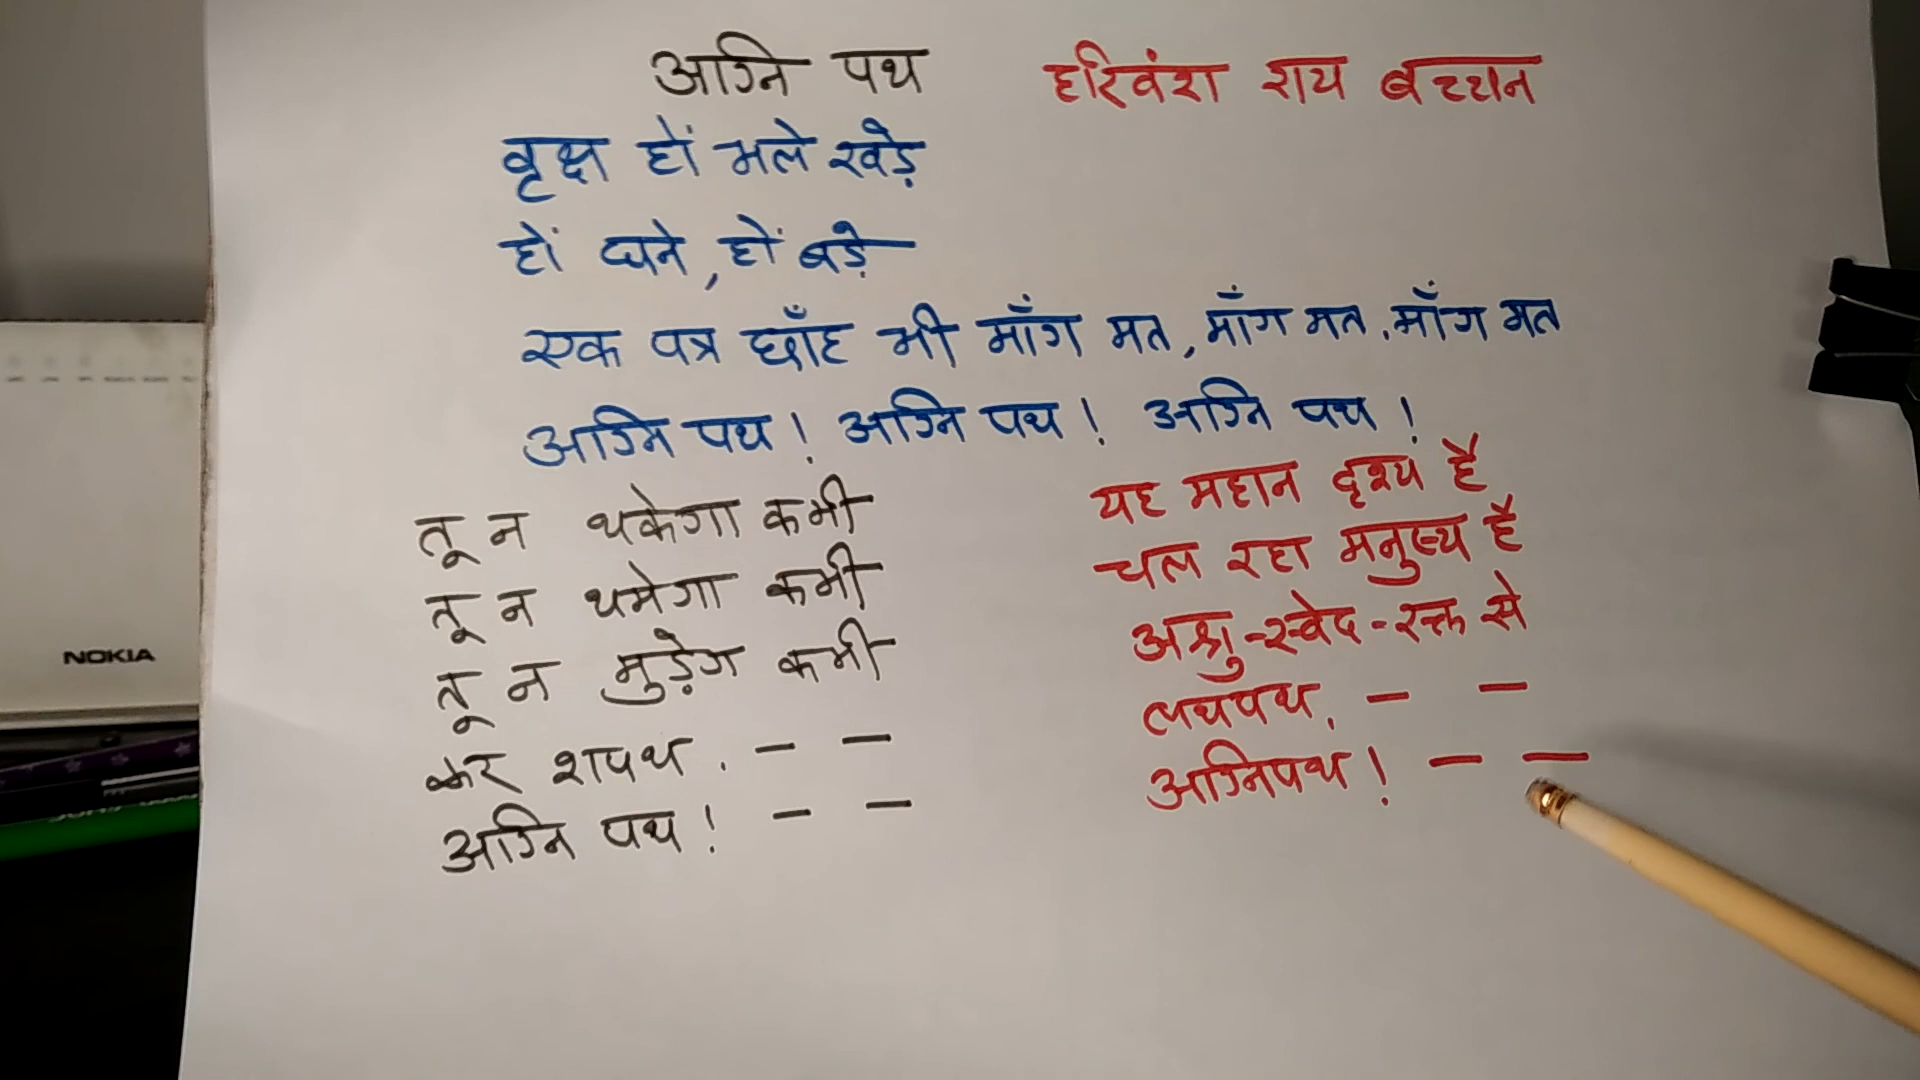 अग्नि पथ हरिवंश राय बच्चन
वृक्ष हों भले खड़े
हों घने, हों बड़े
एक पत्र छाँह भी माँग मत, माँग मत, माँग मत
अग्नि पथ! अग्नि पथ! अग्नि पथ!
तू न थकेगा कभी
तू न थमेगा कभी
तू न मुड़ेग कभी
कर शपथ, — —
अग्नि पथ! — —
यह महान दृश्य है
चल रहा मनुष्य है
अश्रु-स्वेद-रक्त से
लथपथ, — —
अग्निपथ! — —
NOKIA